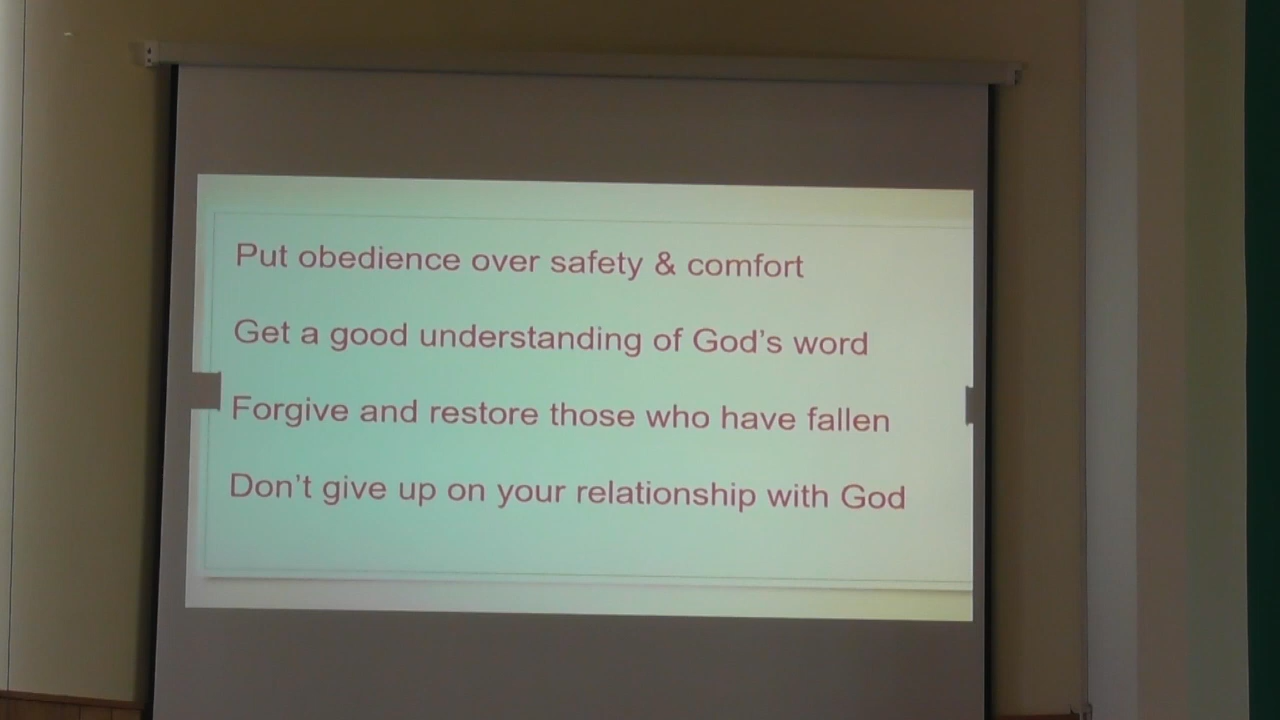 Put obedience over safety & comfort
Get a good understanding of God's word
Forgive and restore those who have fallen
Don't give up on your relationship with God